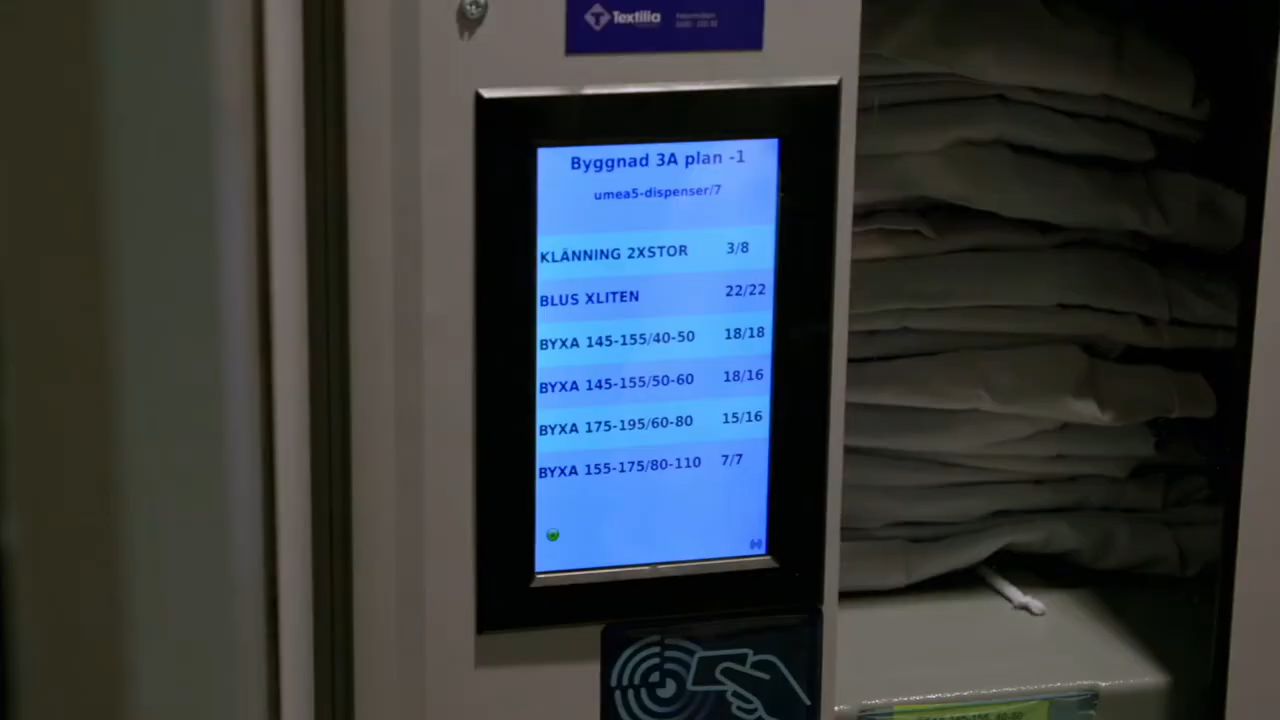 Textilia
Byggnad 3A plan -1
umea5-dispenser/7
KLÄNNING 2XSTOR 3/8
BLUS XLITEN 22/22
BYXA 145-155/40-50 18/18
BYXA 145-155/50-60 18/16
BYXA 175-195/60-80 15/16
BYXA 155-175/80-110 7/7